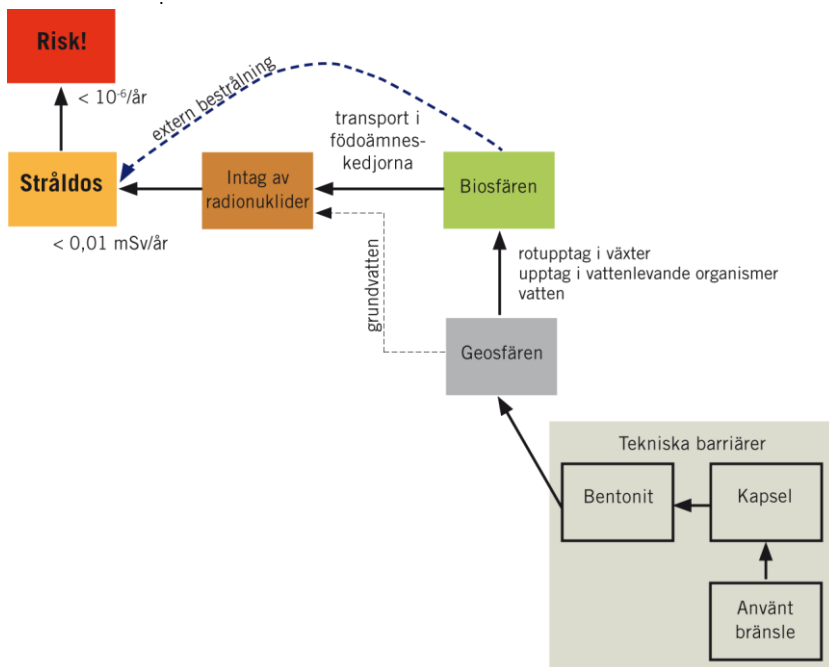 Risk!
< 10⁻⁶/år
extern bestrålning
transport i
födoämnes-
kedjorna
Stråldos
Intag av
radionuklider
Biosfären
< 0,01 mSv/år
rotupptag i växter
upptag i vattenlevande organismer
vatten
grundvatten
Geosfären
Tekniska barriärer
Bentonit
Kapsel
Använt
bränsle